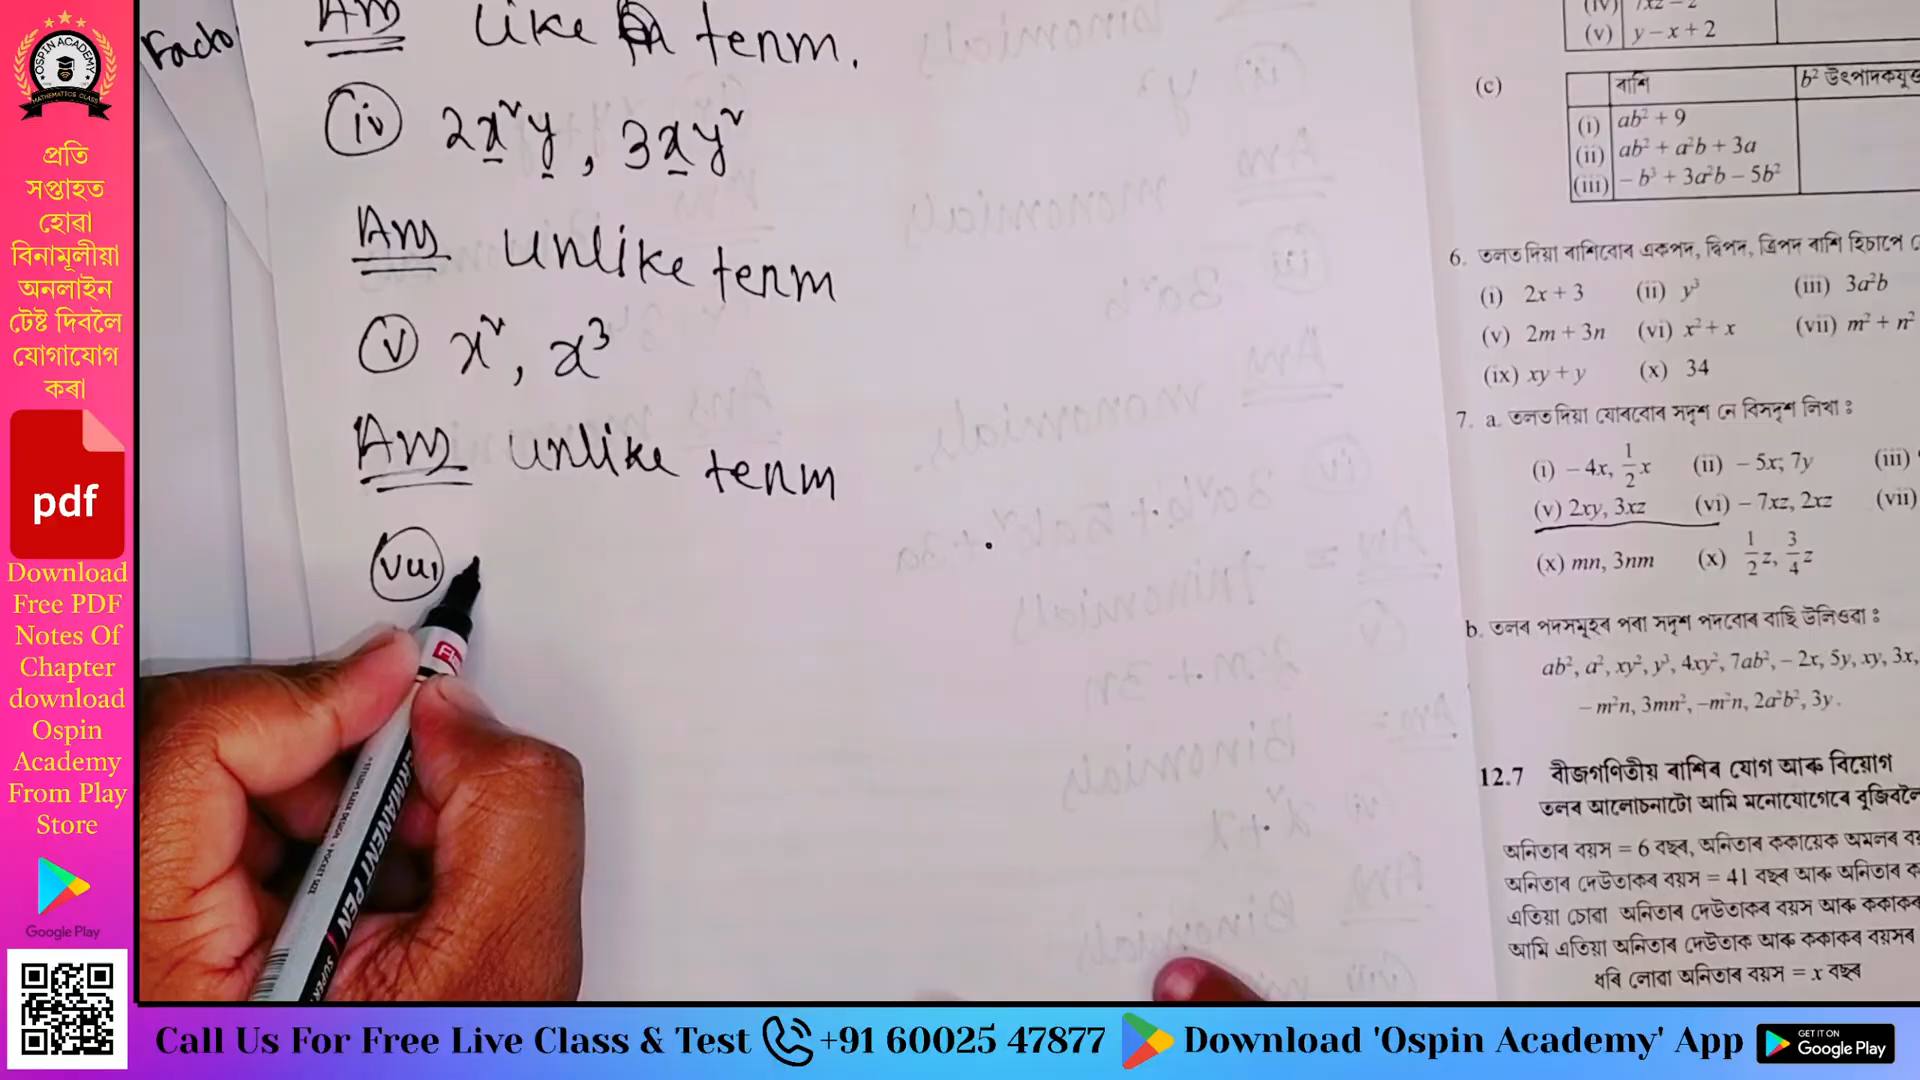 OSPIN ACADEMY
MATHEMATICS CLASS
প্ৰতি
সপ্তাহত
হোৱা
বিনামূলীয়া
অনলাইন
টেষ্ট দিবলৈ
যোগাযোগ
কৰা
pdf
Download
Free PDF
Notes Of
Chapter
download
Ospin
Academy
From Play
Store
Google Play
Facto
Ans like term.
(iv) 2x²y, 3xy²
Ans Unlike term
(v) x², x³
Ans unlike term
(v) y – x + 2
(c) ৰাশি b² উৎপাদকযুক্ত
(i) ab² + 9
(ii) ab² + a²b + 3a
(iii) – b³ + 3a²b – 5b²
6. তলত দিয়া ৰাশিবোৰ একপদ, দ্বিপদ, ত্ৰিপদ ৰাশি হিচাপে
(i) 2x + 3 (ii) y³ (iii) 3a²b
(v) 2m + 3n (vi) x² + x (vii) m² + n²
(ix) xy + y (x) 34
7. a. তলত দিয়া যোৰবোৰ সদৃশ নে বিসদৃশ লিখা :
(i) – 4x, 1/2 x (ii) – 5x, 7y (iii)
(v) 2xy, 3xz (vi) – 7xz, 2xz (vii)
(x) mn, 3nm (x) 1/2 z, 3/4 z
b. তলৰ পদসমূহৰ পৰা সদৃশ পদবোৰ বাছি উলিওৱা :
ab², a², xy², y³, 4xy², 7ab², – 2x, 5y, xy, 3x,
– m²n, 3mn², –m²n, 2a²b², 3y.
12.7 বীজগণিতীয় ৰাশিৰ যোগ আৰু বিয়োগ
তলৰ আলোচনাটো আমি মনোযোগেৰে বুজিবলৈ
অনিতাৰ বয়স = 6 বছৰ, অনিতাৰ ককায়েক অমলৰ
অনিতাৰ দেউতাকৰ বয়স = 41 বছৰ আৰু অনিতাৰ
এতিয়া চোৱা অনিতাৰ দেউতাকৰ বয়স আৰু ককাকৰ
আমি এতিয়া অনিতাৰ দেউতাক আৰু ককাকৰ বয়সৰ
ধৰি লোৱা অনিতাৰ বয়স = x বছৰ
Call Us For Free Live Class & Test +91 60025 47877 Download 'Ospin Academy' App GET IT ON Google Play